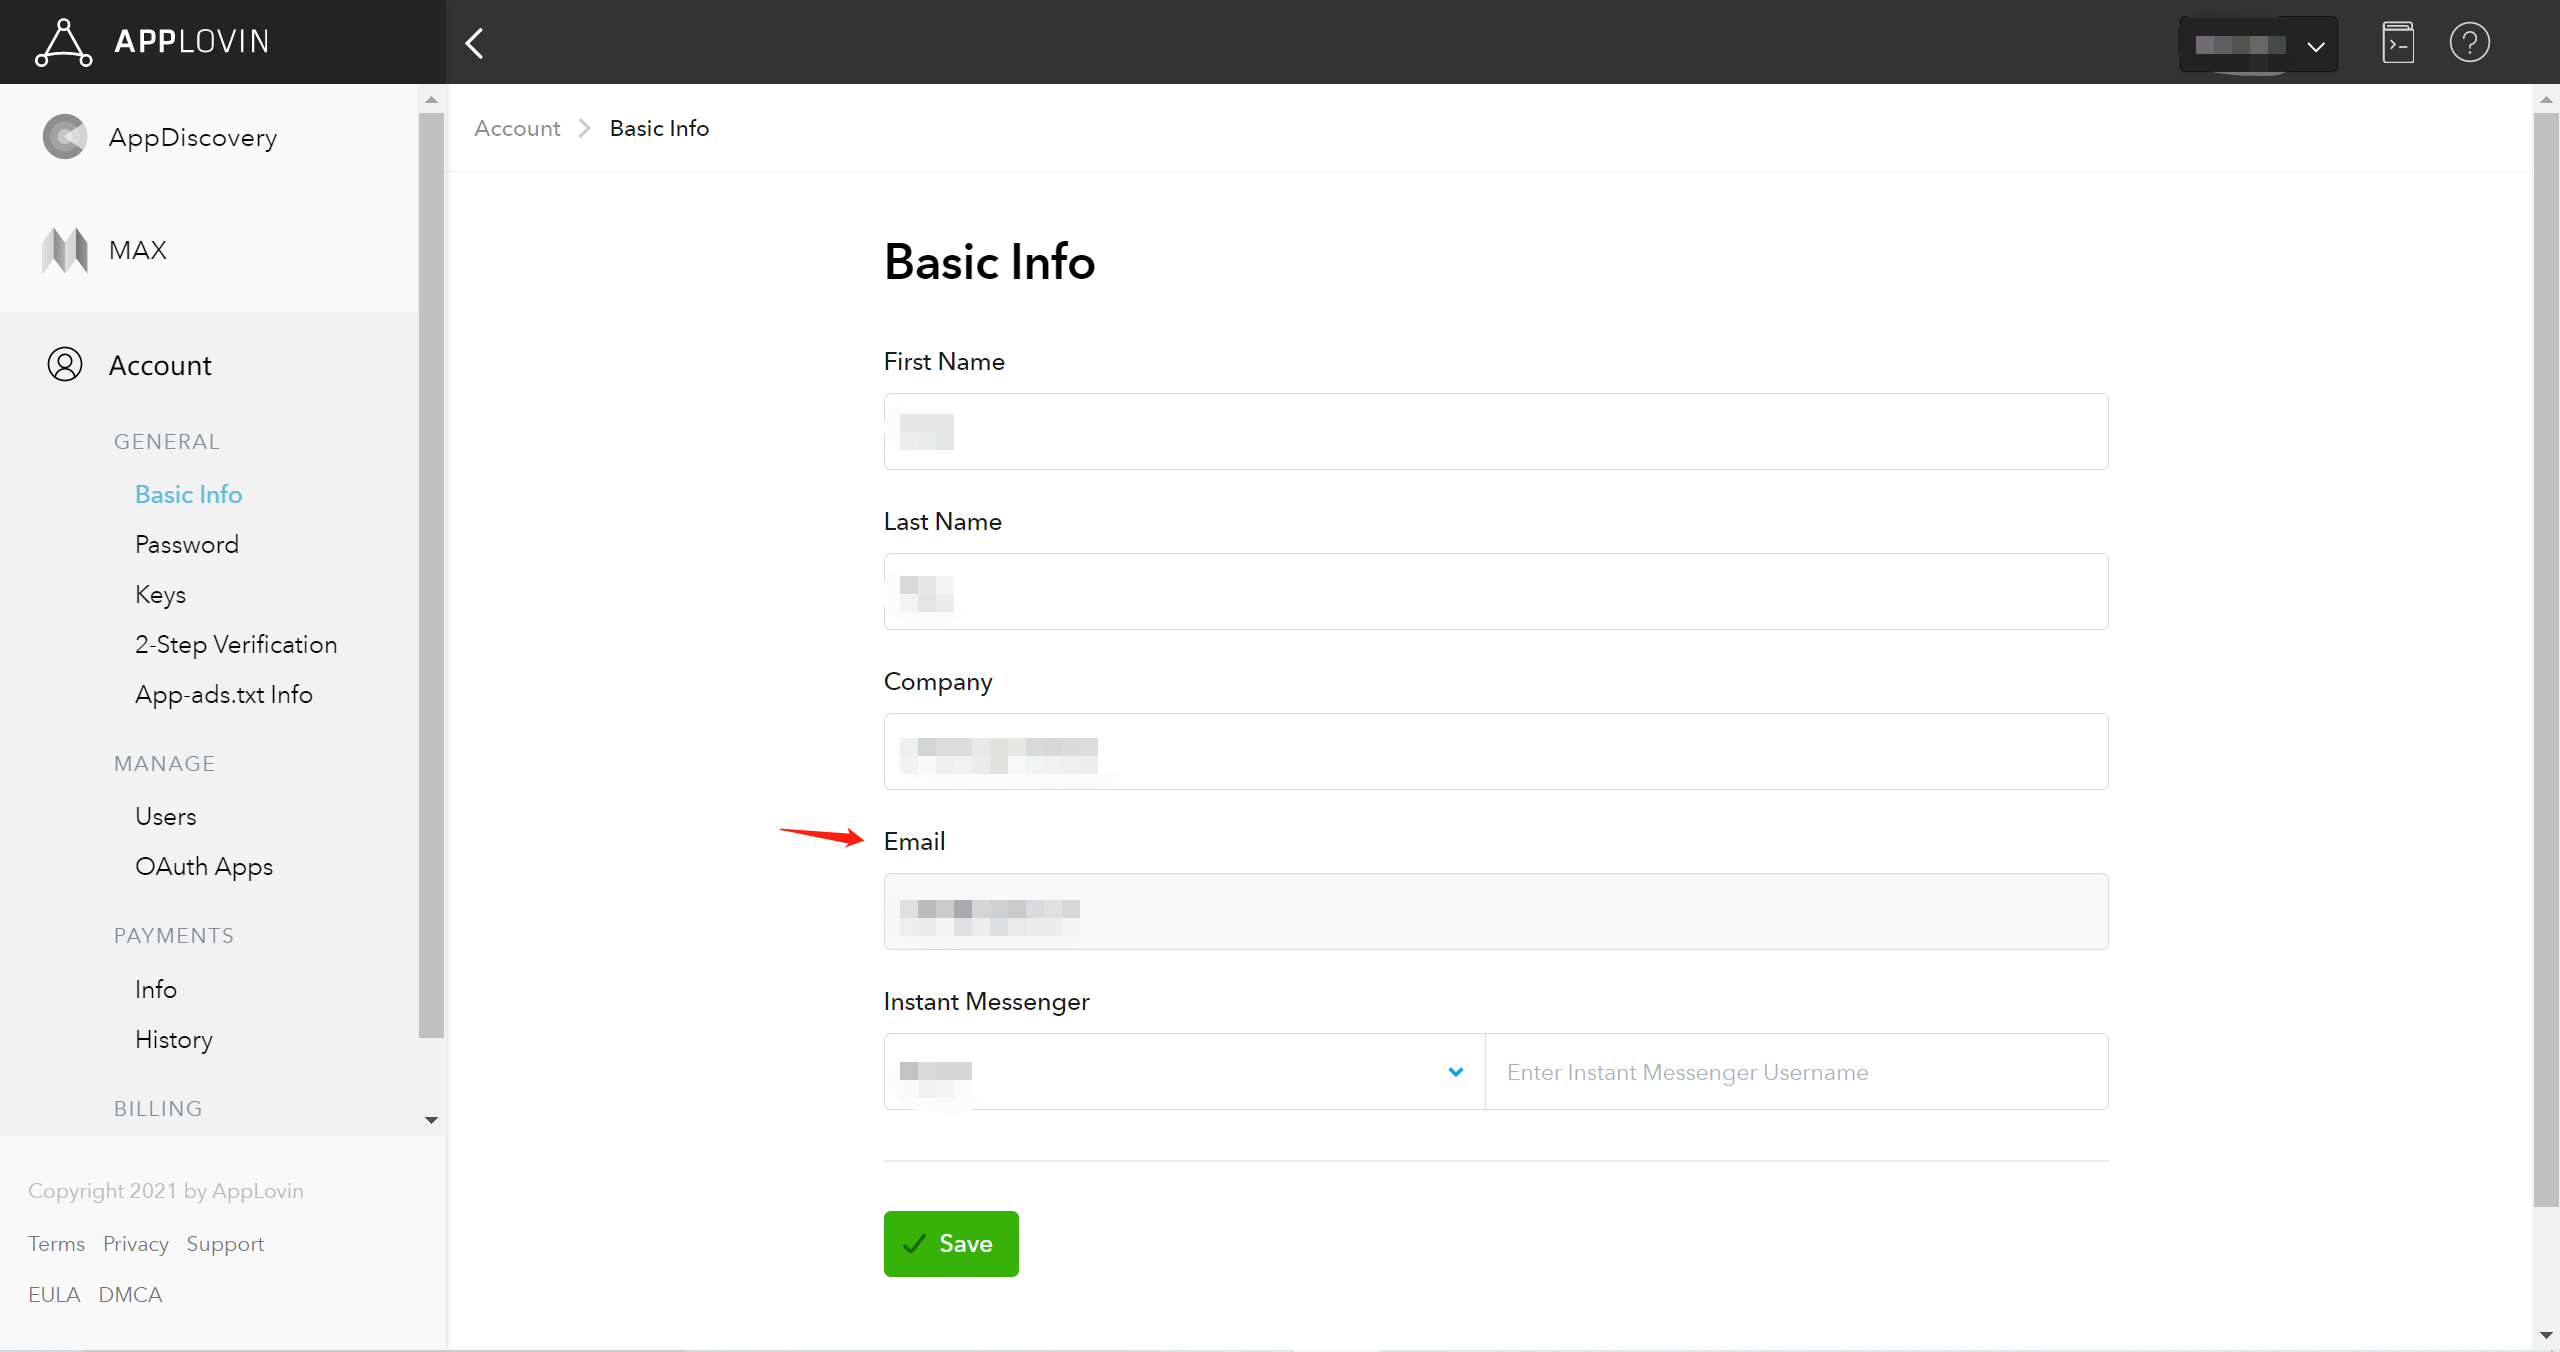 APPLOVIN
AppDiscovery
MAX
Account
GENERAL
Basic Info
Password
Keys
2-Step Verification
App-ads.txt Info
MANAGE
Users
OAuth Apps
PAYMENTS
Info
History
BILLING
Copyright 2021 by AppLovin
Terms Privacy Support
EULA DMCA
Account > Basic Info
Basic Info
First Name
Last Name
Company
Email
Instant Messenger
Enter Instant Messenger Username
Save